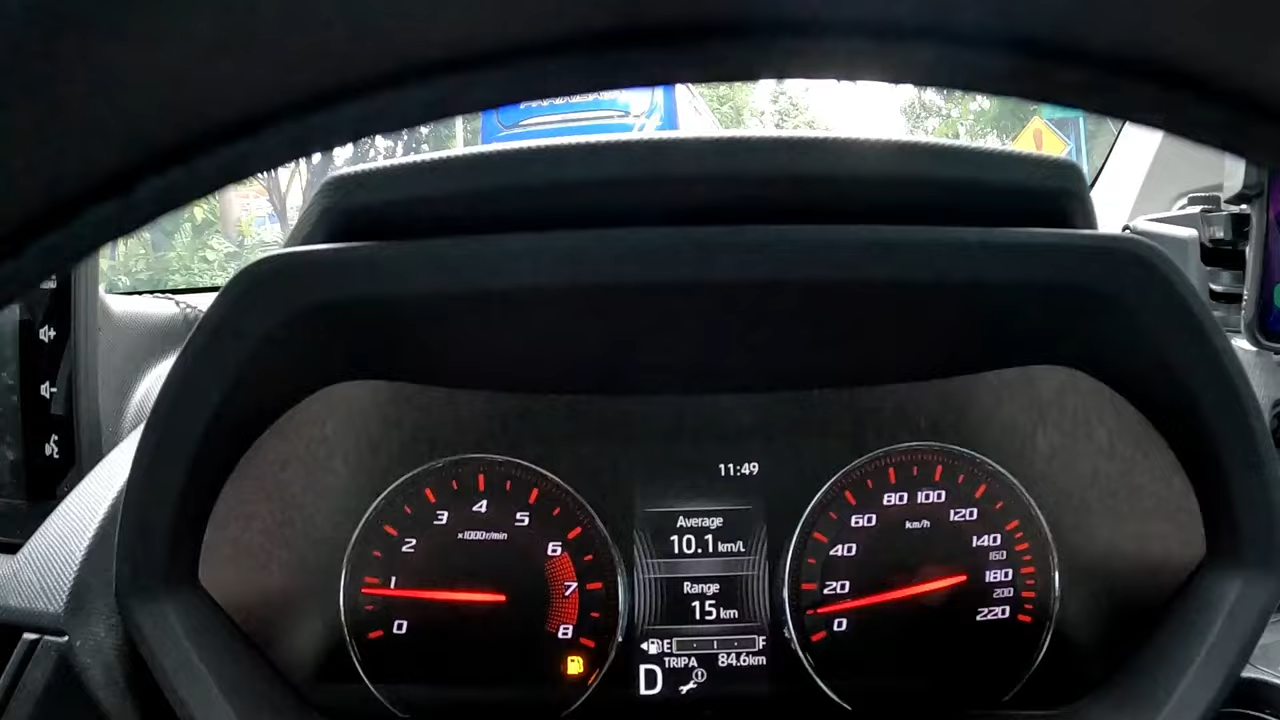 11:49
Average
10.1 km/L
Range
15 km
E F
TRIPA 84.6km
D
0 1 2 3 4 5 6 7 8
×1000r/min
0 20 40 60 80 100 120 140 160 180 200 220
km/h